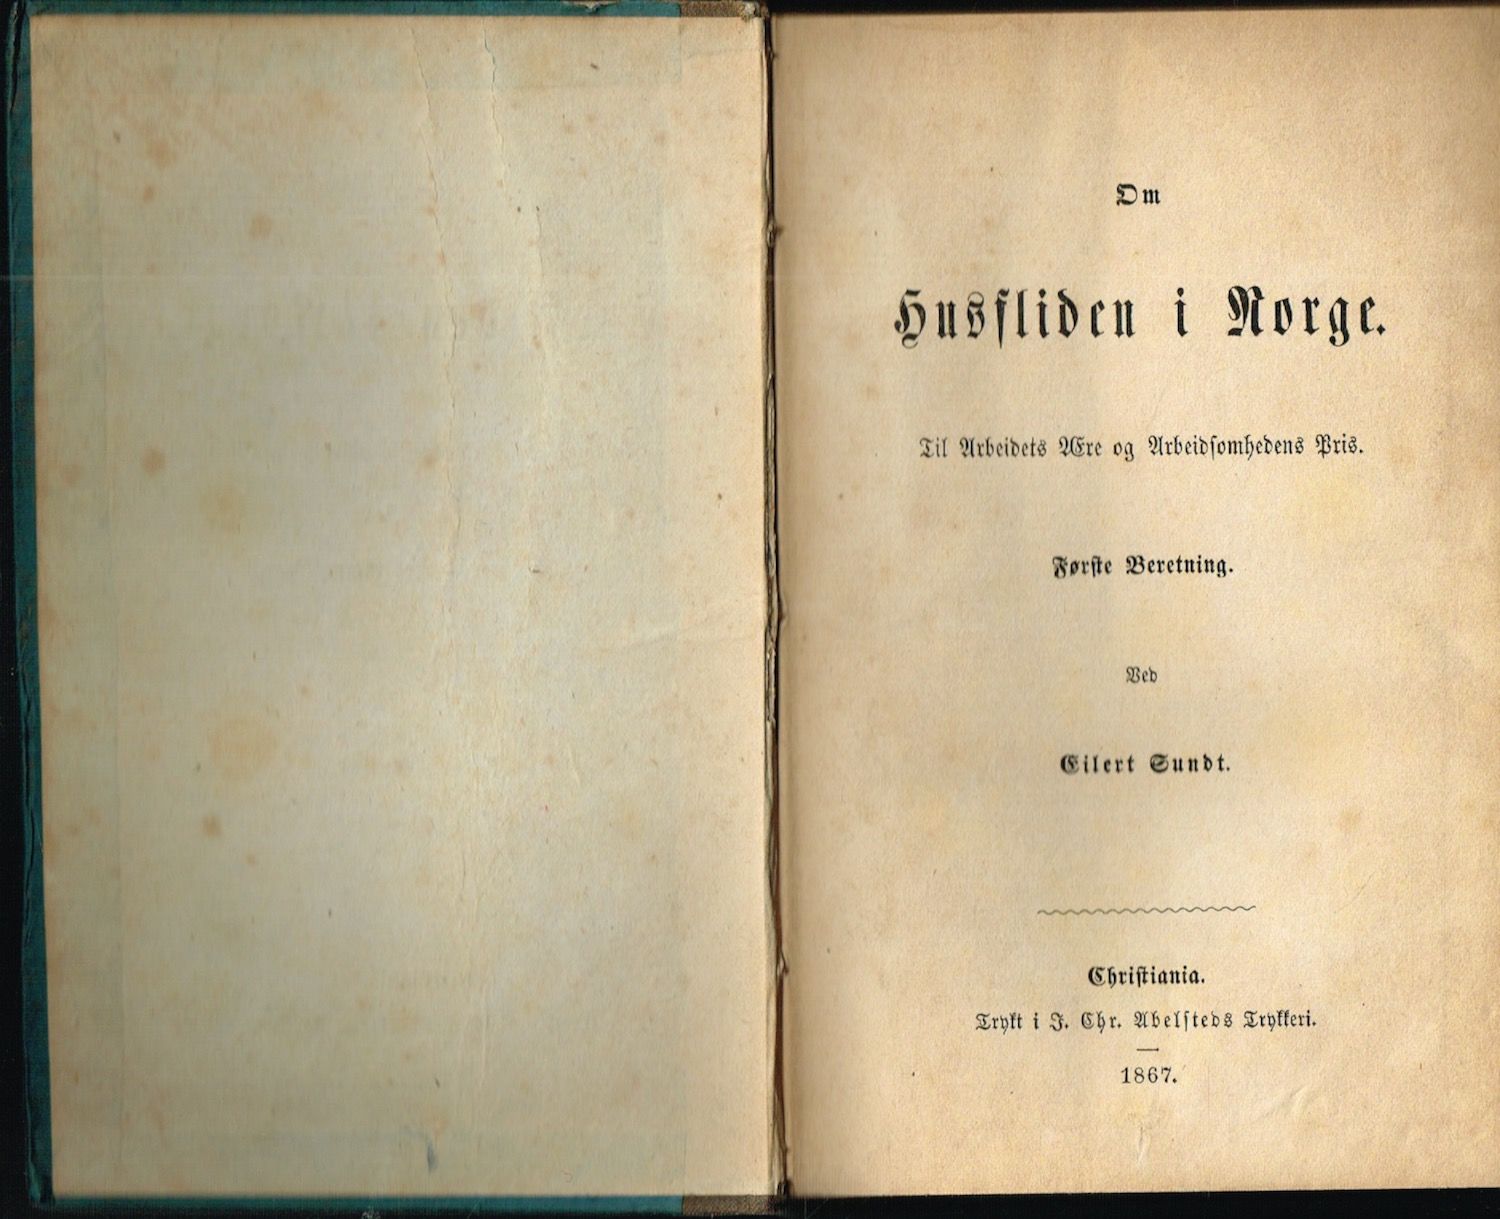 Om
Husfliden i Norge.
Til Arbeidets Ære og Arbeidsomhedens Pris.
Første Beretning.
Ved
Eilert Sundt.
Christiania.
Trykt i J. Chr. Abelsteds Trykkeri.
1867.